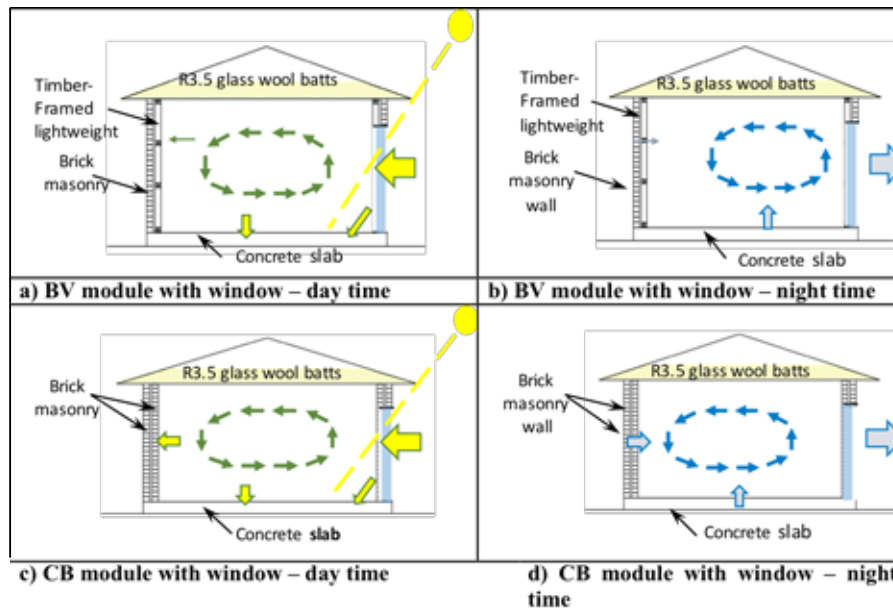 R3.5 glass wool batts
Timber-
Framed
lightweight
Brick
masonry
Concrete slab
a) BV module with window – day time
R3.5 glass wool batts
Timber-
Framed
lightweight
Brick
masonry
wall
Concrete slab
b) BV module with window – night time
R3.5 glass wool batts
Brick
masonry
Concrete slab
c) CB module with window – day time
R3.5 glass wool batts
Brick
masonry
wall
Concrete slab
d) CB module with window – night
time